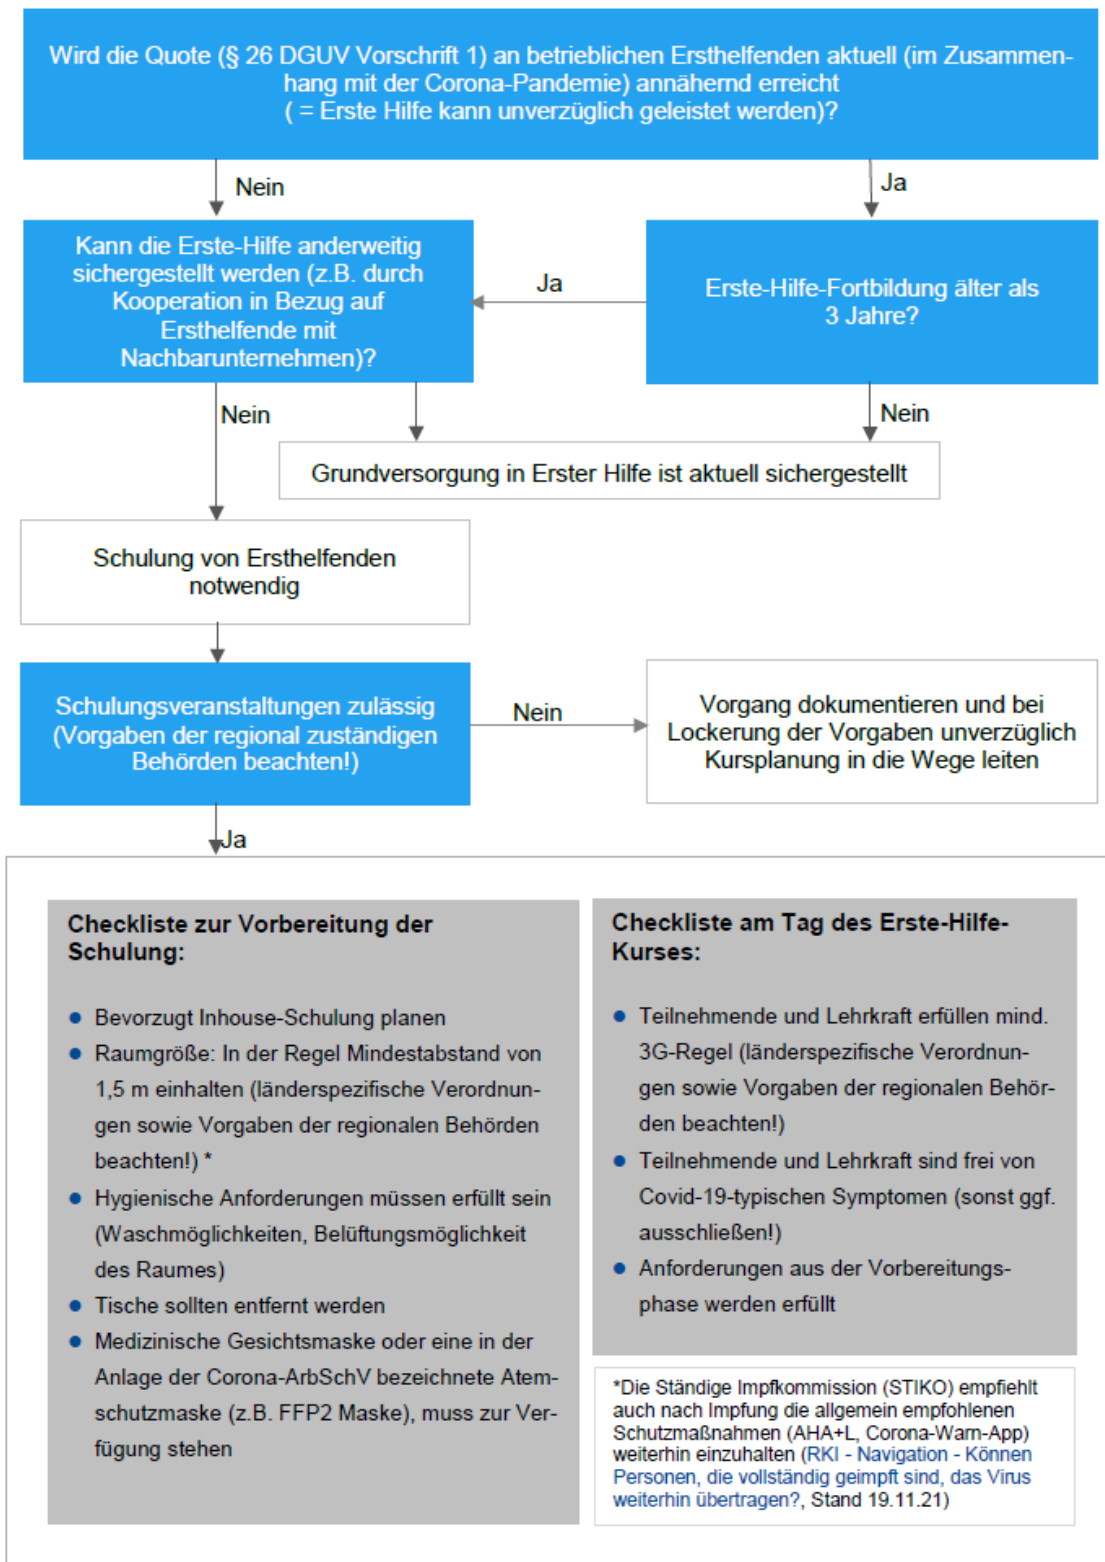 Wird die Quote (§ 26 DGUV Vorschrift 1) an betrieblichen Ersthelfenden aktuell (im Zusammen-
hang mit der Corona-Pandemie) annähernd erreicht
( = Erste Hilfe kann unverzüglich geleistet werden)?
Nein
Ja
Kann die Erste-Hilfe anderweitig
sichergestellt werden (z.B. durch
Kooperation in Bezug auf
Ersthelfende mit
Nachbarunternehmen)?
Ja
Erste-Hilfe-Fortbildung älter als
3 Jahre?
Nein
Nein
Grundversorgung in Erster Hilfe ist aktuell sichergestellt
Schulung von Ersthelfenden
notwendig
Schulungsveranstaltungen zulässig
(Vorgaben der regional zuständigen
Behörden beachten!)
Nein
Vorgang dokumentieren und bei
Lockerung der Vorgaben unverzüglich
Kursplanung in die Wege leiten
Ja
Checkliste zur Vorbereitung der
Schulung:
● Bevorzugt Inhouse-Schulung planen
● Raumgröße: In der Regel Mindestabstand von
1,5 m einhalten (länderspezifische Verordnun-
gen sowie Vorgaben der regionalen Behörden
beachten!) *
● Hygienische Anforderungen müssen erfüllt sein
(Waschmöglichkeiten, Belüftungsmöglichkeit
des Raumes)
● Tische sollten entfernt werden
● Medizinische Gesichtsmaske oder eine in der
Anlage der Corona-ArbSchV bezeichnete Atem-
schutzmaske (z.B. FFP2 Maske), muss zur Ver-
fügung stehen
Checkliste am Tag des Erste-Hilfe-
Kurses:
● Teilnehmende und Lehrkraft erfüllen mind.
3G-Regel (länderspezifische Verordnun-
gen sowie Vorgaben der regionalen Behör-
den beachten!)
● Teilnehmende und Lehrkraft sind frei von
Covid-19-typischen Symptomen (sonst ggf.
ausschließen!)
● Anforderungen aus der Vorbereitungs-
phase werden erfüllt
*Die Ständige Impfkommission (STIKO) empfiehlt
auch nach Impfung die allgemein empfohlenen
Schutzmaßnahmen (AHA+L, Corona-Warn-App)
weiterhin einzuhalten (RKI - Navigation - Können
Personen, die vollständig geimpft sind, das Virus
weiterhin übertragen?, Stand 19.11.21)